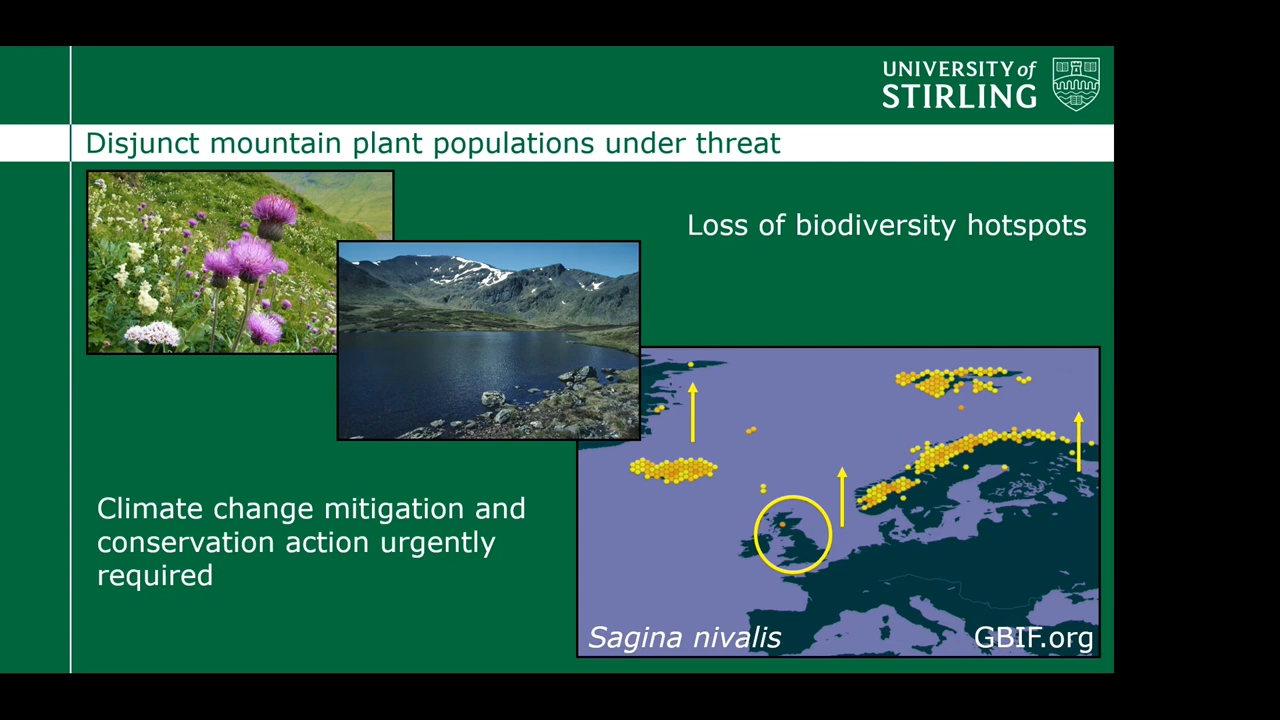 UNIVERSITY of
STIRLING
Disjunct mountain plant populations under threat
Loss of biodiversity hotspots
Climate change mitigation and
conservation action urgently
required
Sagina nivalis
GBIF.org